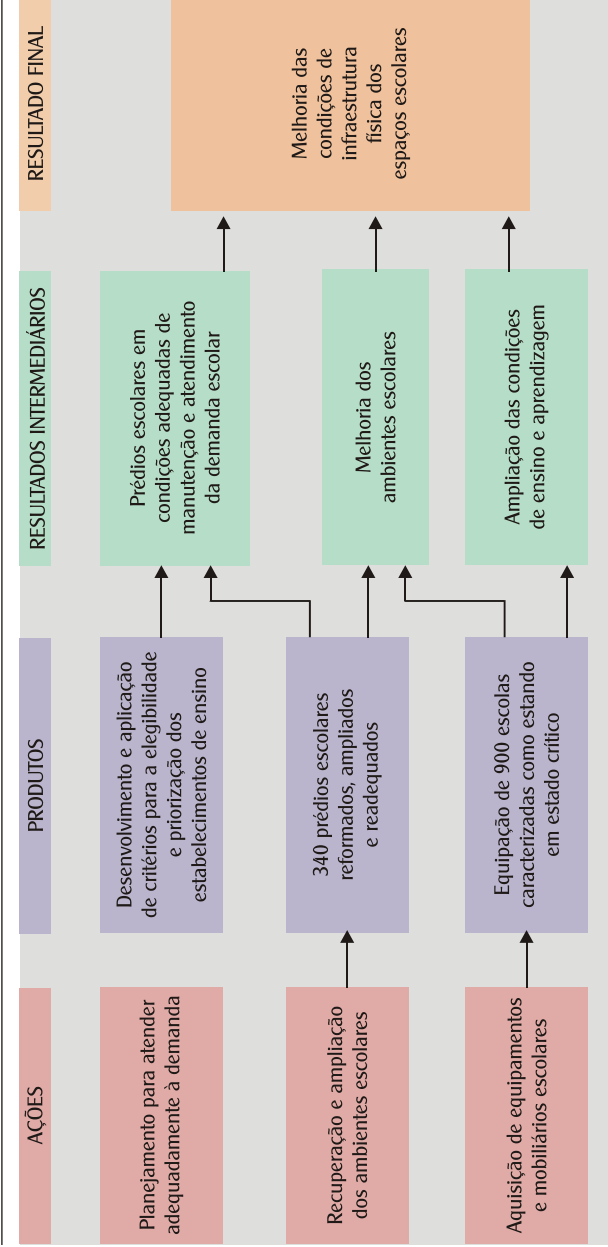 AÇÕES
PRODUTOS
RESULTADOS INTERMEDIÁRIOS
RESULTADO FINAL
Planejamento para atender
adequadamente à demanda
Desenvolvimento e aplicação
de critérios para a elegibilidade
e priorização dos
estabelecimentos de ensino
Prédios escolares em
condições adequadas de
manutenção e atendimento
da demanda escolar
Recuperação e ampliação
dos ambientes escolares
340 prédios escolares
reformados, ampliados
e readequados
Melhoria dos
ambientes escolares
Melhoria das
condições de
infraestrutura
física dos
espaços escolares
Aquisição de equipamentos
e mobiliários escolares
Equipação de 900 escolas
caracterizadas como estando
em estado crítico
Ampliação das condições
de ensino e aprendizagem